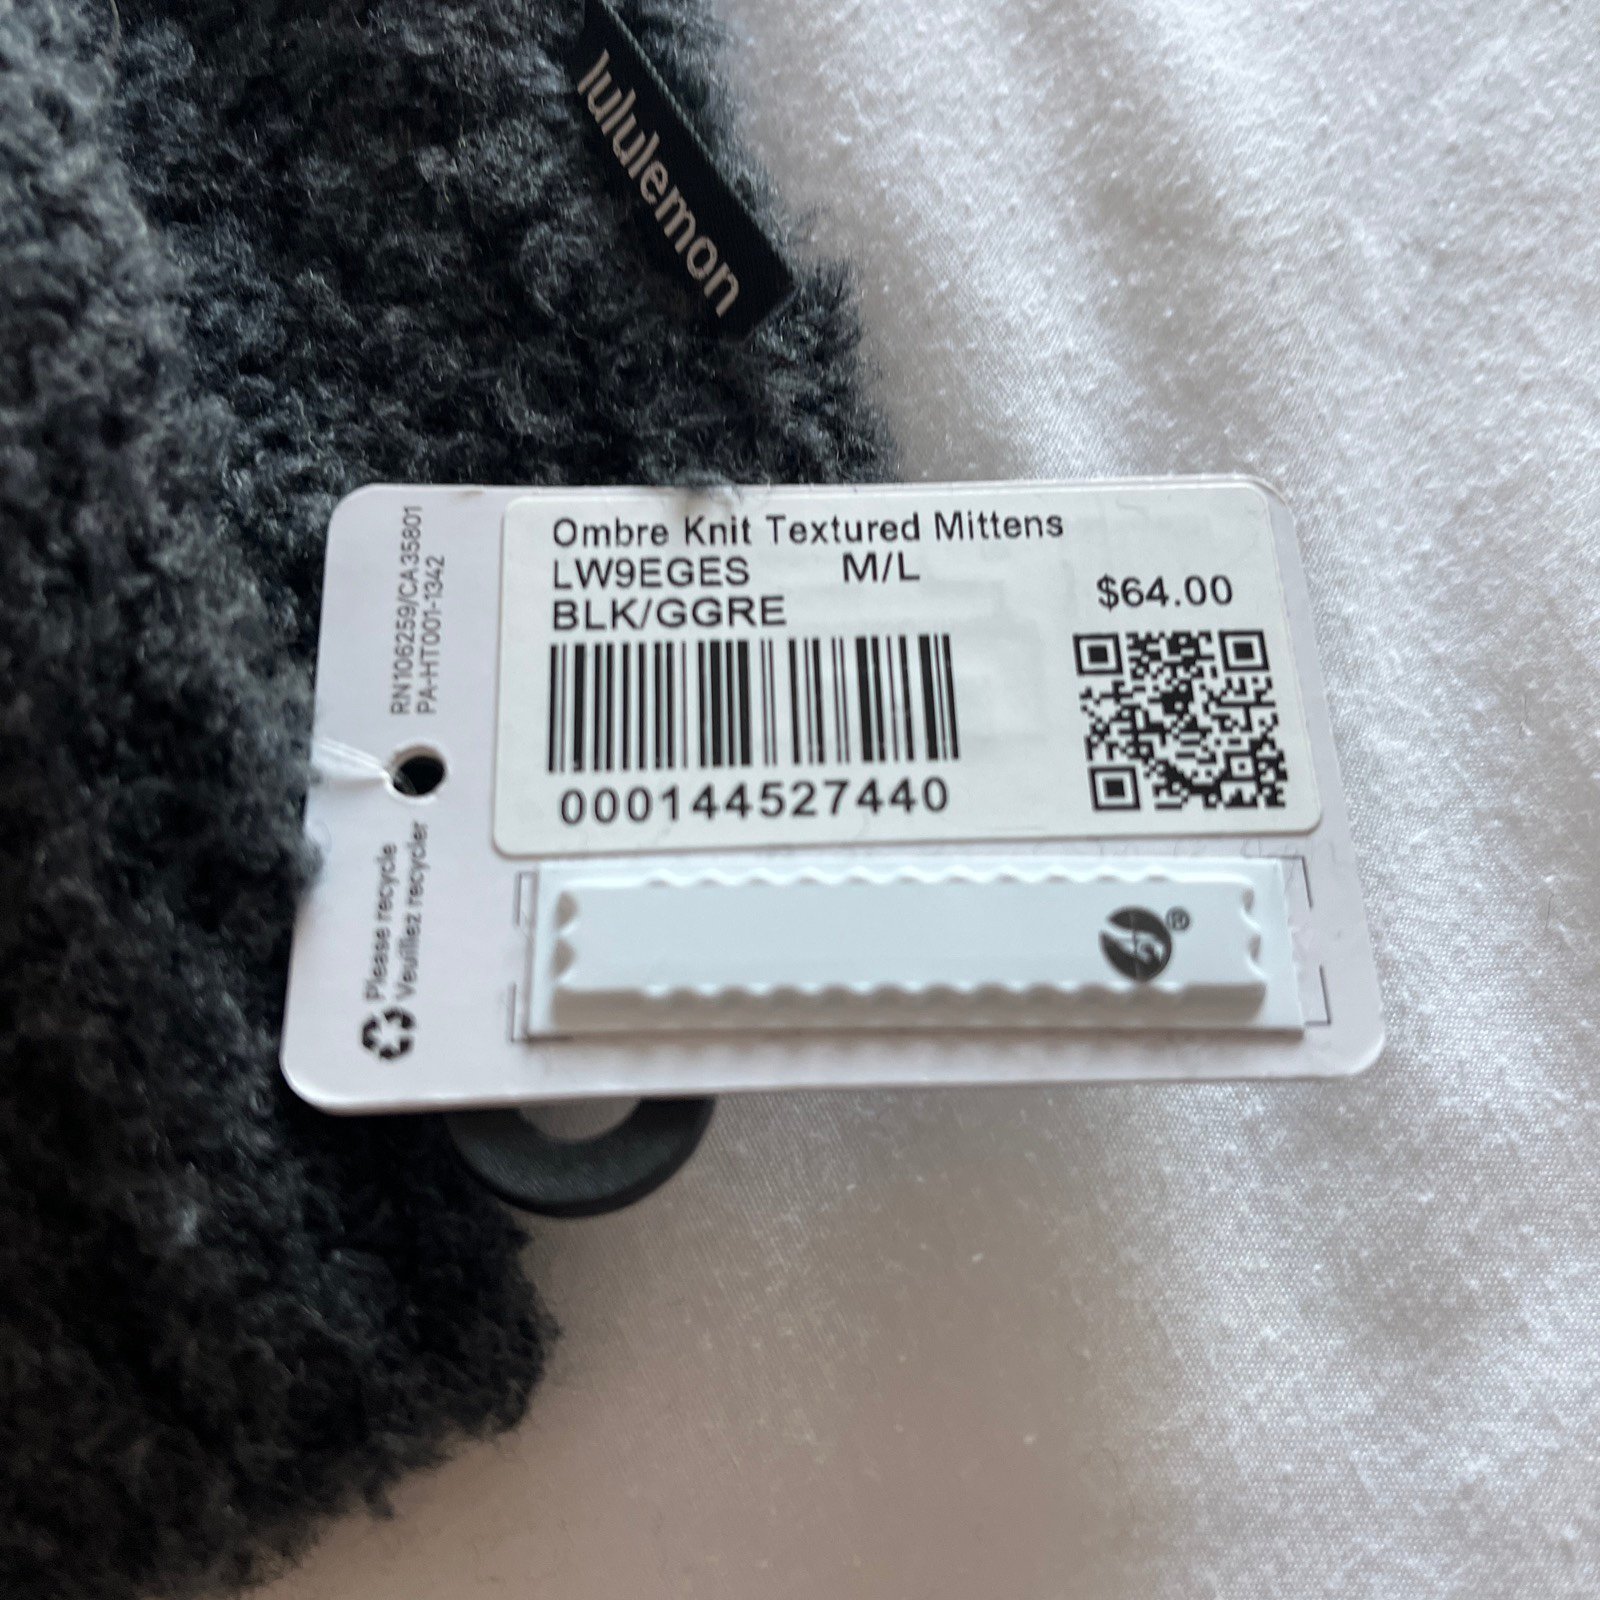 lululemon
RN106259/CA35801
PA-HT001-1342
Ombre Knit Textured Mittens
LW9EGES M/L
BLK/GGRE
$64.00
000144527440
Please recycle
Veuillez recycler
®